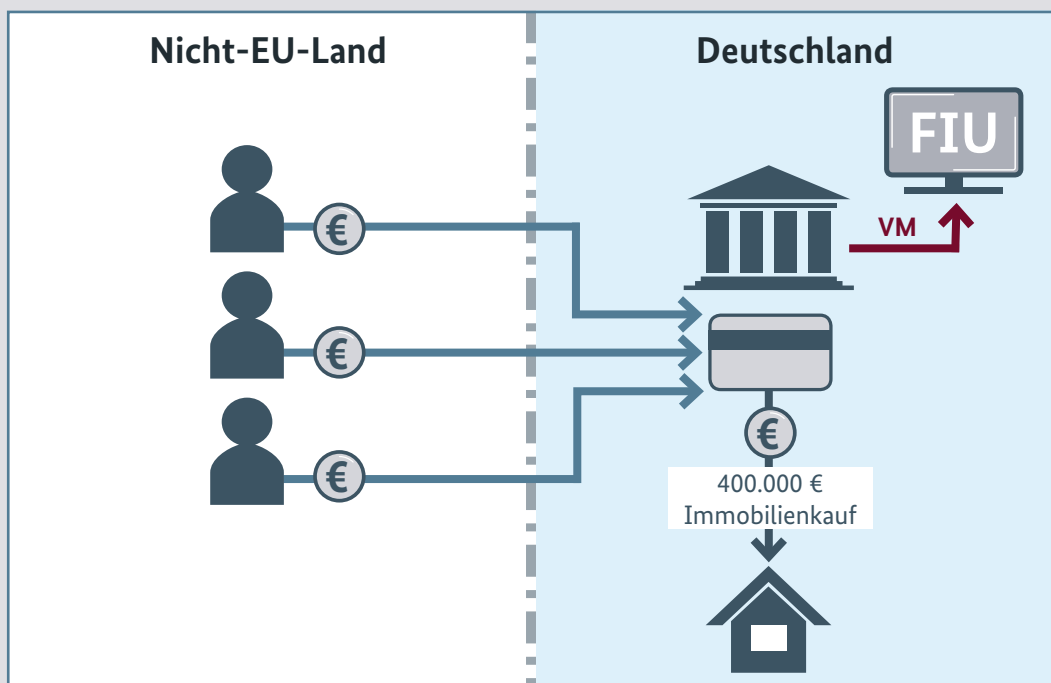 Nicht-EU-Land
Deutschland
FIU
VM
€
€
€
€
400.000 €
Immobilienkauf